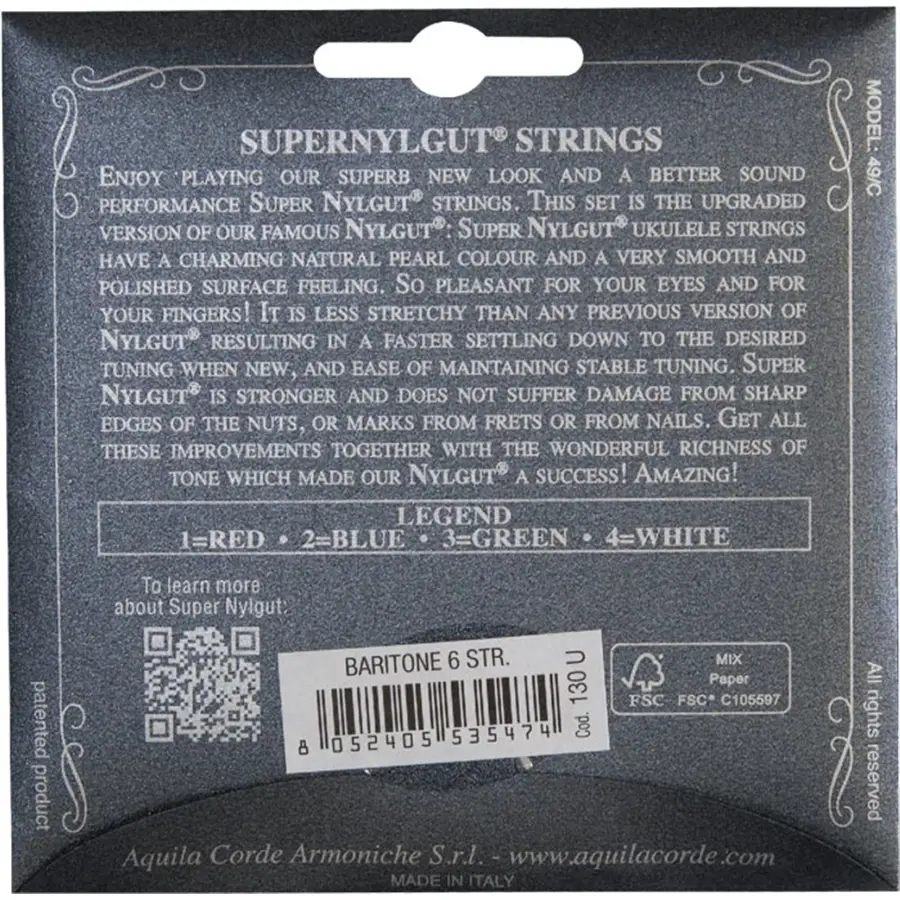 SUPERNYLGUT® STRINGS
ENJOY PLAYING OUR SUPERB NEW LOOK AND A BETTER SOUND
PERFORMANCE SUPER NYLGUT® STRINGS. THIS SET IS THE UPGRADED
VERSION OF OUR FAMOUS NYLGUT®: SUPER NYLGUT® UKULELE STRINGS
HAVE A CHARMING NATURAL PEARL COLOUR AND A VERY SMOOTH AND
POLISHED SURFACE FEELING. SO PLEASANT FOR YOUR EYES AND FOR
YOUR FINGERS! IT IS LESS STRETCHY THAN ANY PREVIOUS VERSION OF
NYLGUT® RESULTING IN A FASTER SETTLING DOWN TO THE DESIRED
TUNING WHEN NEW, AND EASE OF MAINTAINING STABLE TUNING. SUPER
NYLGUT® IS STRONGER AND DOES NOT SUFFER DAMAGE FROM SHARP
EDGES OF THE NUTS, OR MARKS FROM FRETS OR FROM NAILS. GET ALL
THESE IMPROVEMENTS TOGETHER WITH THE WONDERFUL RICHNESS OF
TONE WHICH MADE OUR NYLGUT® A SUCCESS! AMAZING!
LEGEND
1=RED • 2=BLUE • 3=GREEN • 4=WHITE
To learn more
about Super Nylgut:
BARITONE 6 STR.
8 052405 535474
Cod. 130 U
FSC
MIX
Paper
FSC® C105597
MODEL: 49/C
All rights reserved
patented product
Aquila Corde Armoniche S.r.l. - www.aquilacorde.com
MADE IN ITALY